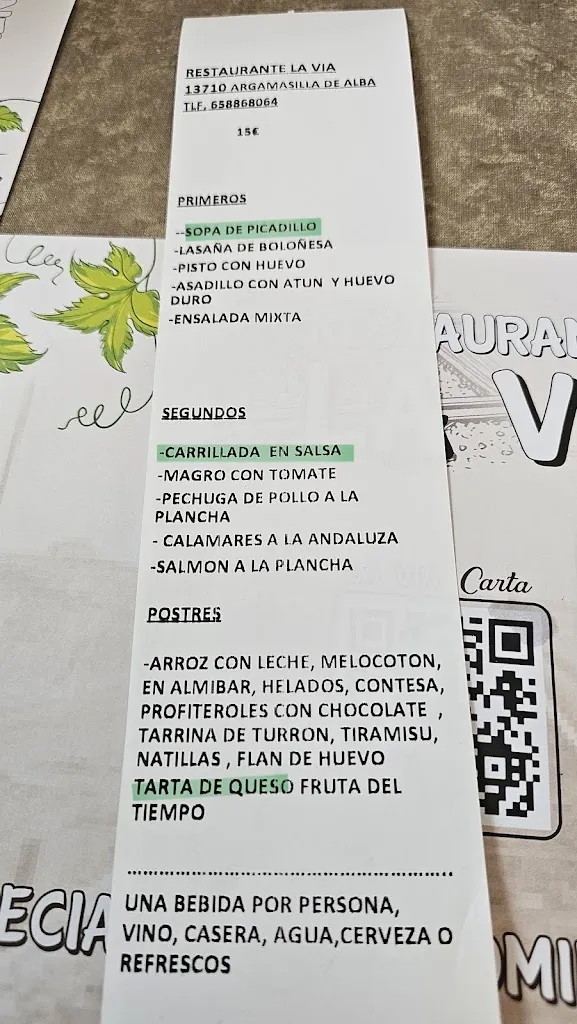 RESTAURANTE LA VIA
13710 ARGAMASILLA DE ALBA
TLF, 658868064
15€
PRIMEROS
--SOPA DE PICADILLO
-LASAÑA DE BOLOÑESA
-PISTO CON HUEVO
-ASADILLO CON ATUN Y HUEVO
DURO
-ENSALADA MIXTA
SEGUNDOS
-CARRILLADA EN SALSA
-MAGRO CON TOMATE
-PECHUGA DE POLLO A LA
PLANCHA
- CALAMARES A LA ANDALUZA
-SALMON A LA PLANCHA
POSTRES
-ARROZ CON LECHE, MELOCOTON,
EN ALMIBAR, HELADOS, CONTESA,
PROFITEROLES CON CHOCOLATE ,
TARRINA DE TURRON, TIRAMISU,
NATILLAS , FLAN DE HUEVO
TARTA DE QUESO FRUTA DEL
TIEMPO
UNA BEBIDA POR PERSONA,
VINO, CASERA, AGUA,CERVEZA O
REFRESCOS
AURAN
V
Carta
ECIA
OMI